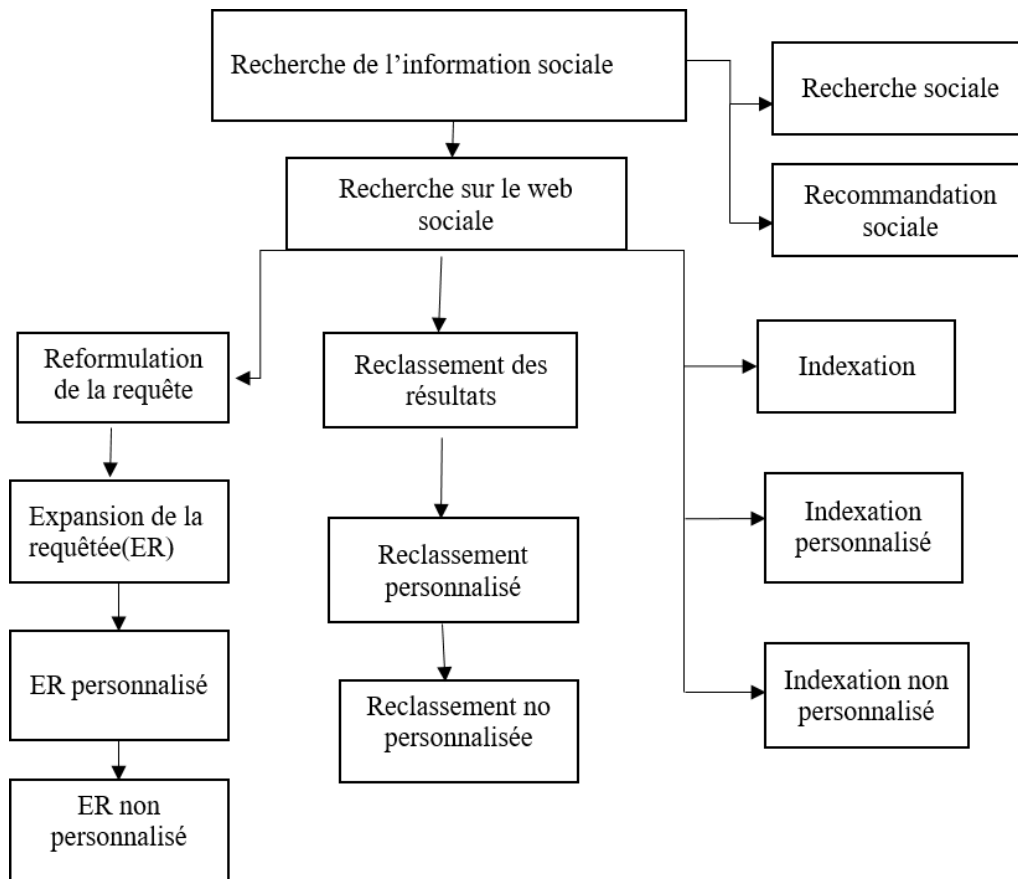 Recherche de l’information sociale
Recherche sociale
Recherche sur le web
sociale
Recommandation
sociale
Reformulation
de la requête
Reclassement des
résultats
Indexation
Expansion de la
requêtée(ER)
Reclassement
personnalisé
Indexation
personnalisé
ER personnalisé
Reclassement no
personnalisée
Indexation non
personnalisé
ER non
personnalisé